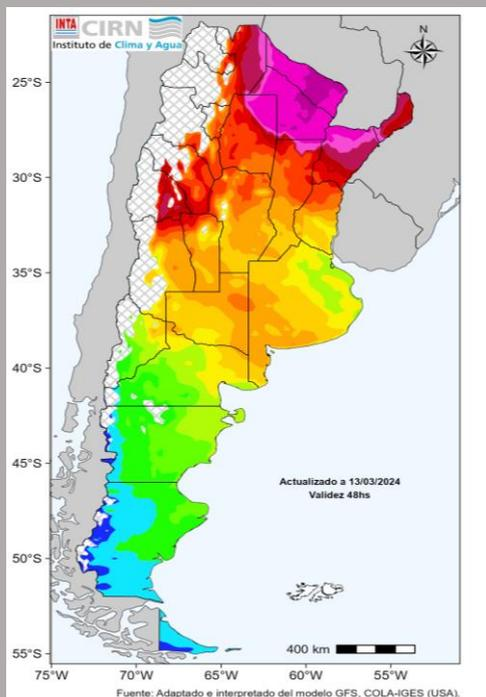 INTA CIRN
Instituto de Clima y Agua
N
25°S
30°S
35°S
40°S
45°S
50°S
55°S
Actualizado a 13/03/2024
Validez 48hs
400 km
75°W 70°W 65°W 60°W 55°W
Fuente: Adaptado e interpretado del modelo GFS, COLA-IGES (USA).